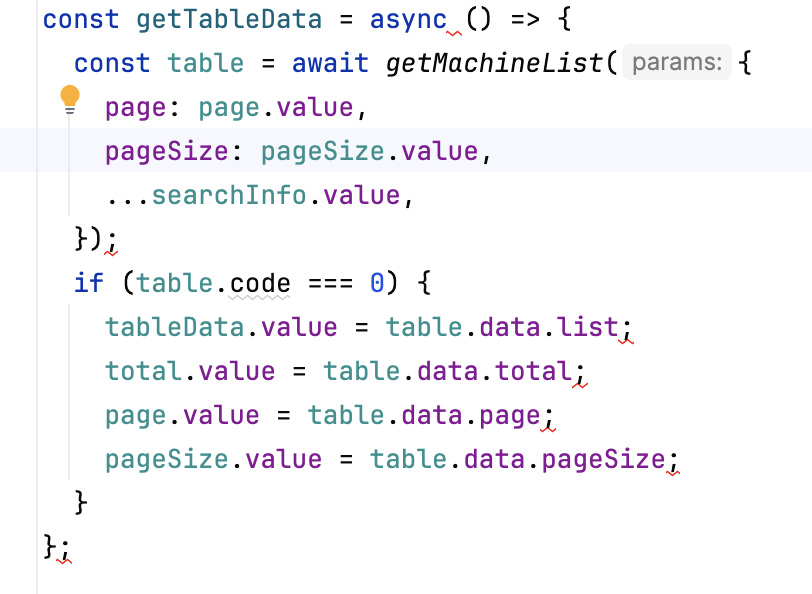 const getTableData = async () => {
const table = await getMachineList( params: {
page: page.value,
pageSize: pageSize.value,
...searchInfo.value,
});
if (table.code === 0) {
tableData.value = table.data.list;
total.value = table.data.total;
page.value = table.data.page;
pageSize.value = table.data.pageSize;
}
};